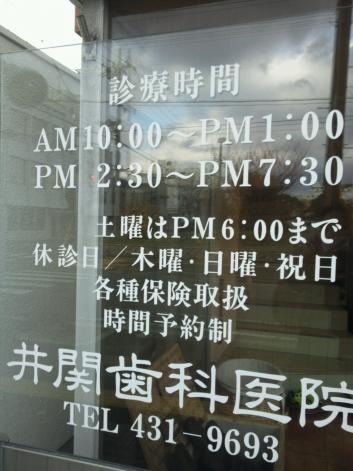 診療時間
AM10:00～PM1:00
PM 2:30～PM7:30
土曜はPM6:00まで
休診日／木曜·日曜·祝日
各種保険取扱
時間予約制
井関歯科医院
TEL 431-9693